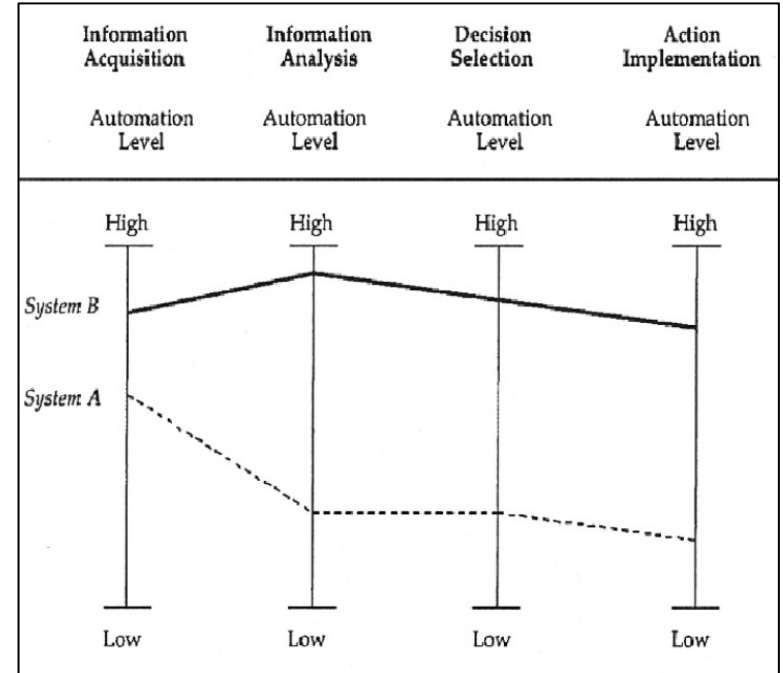 Information Acquisition
Information Analysis
Decision Selection
Action Implementation
Automation Level
Automation Level
Automation Level
Automation Level
High
High
High
High
System B
System A
Low
Low
Low
Low